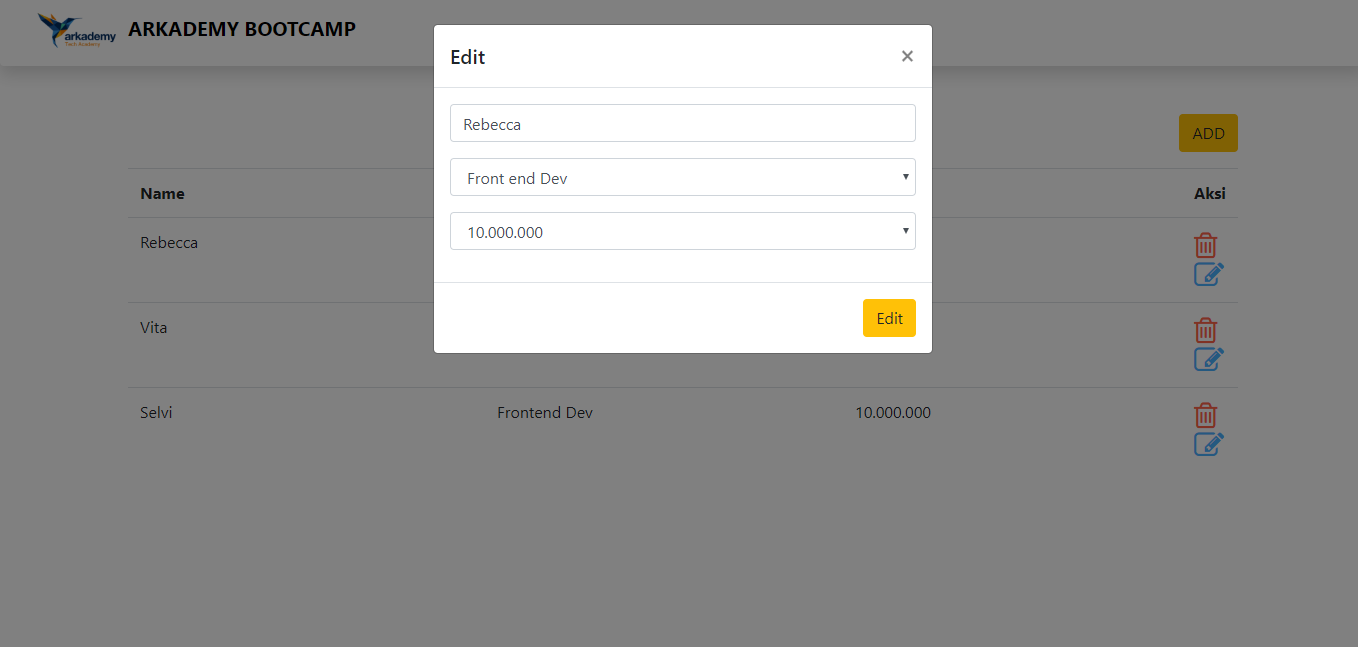 arkademy
Tech Academy
ARKADEMY BOOTCAMP
Edit
×
Rebecca
Front end Dev
10.000.000
Edit
ADD
Name
Aksi
Rebecca
Vita
Selvi
Frontend Dev
10.000.000